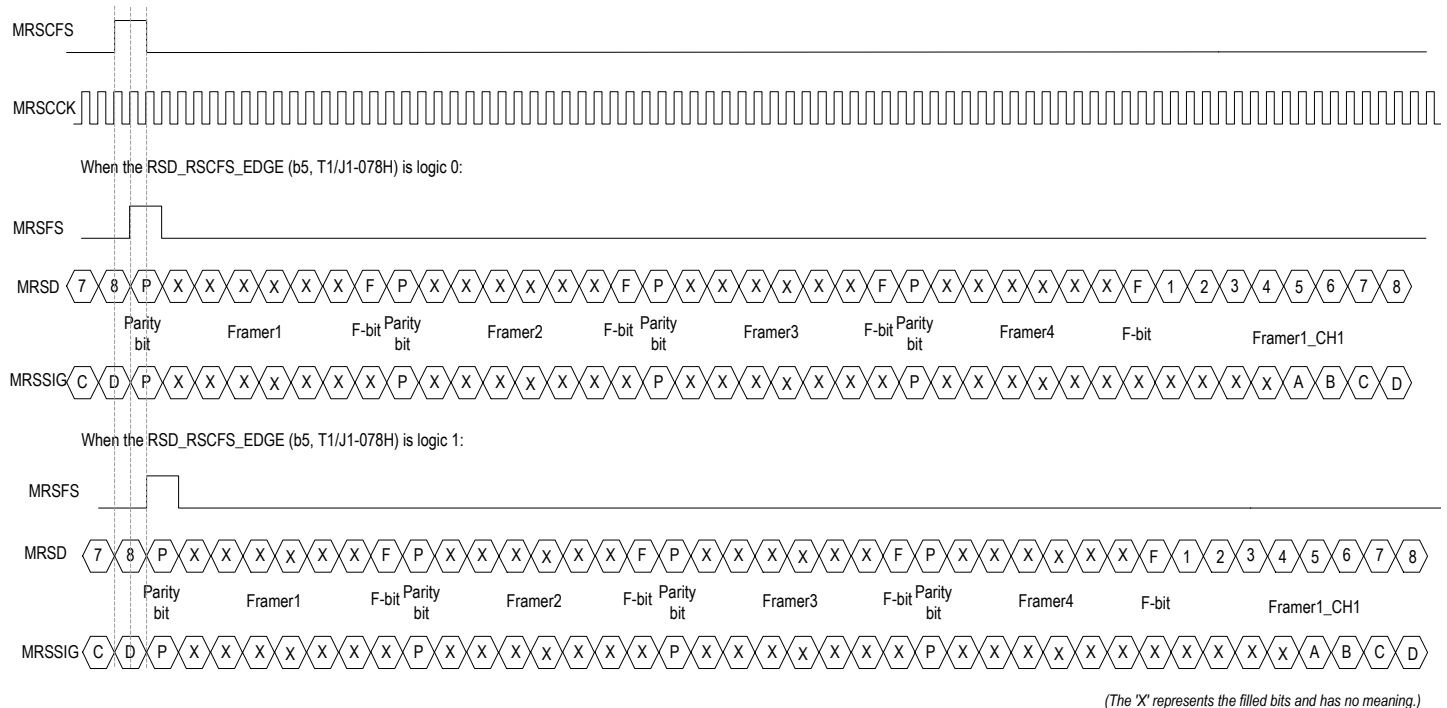 MRSCFS
MRSCCK
When the RSD_RSCFS_EDGE (b5, T1/J1-078H) is logic 0:
MRSFS
MRSD 7 8 P X X X X X X F P X X X X X X F P X X X X X X F P X X X X X X F 1 2 3 4 5 6 7 8
Parity bit Framer1 F-bit Parity bit Framer2 F-bit Parity bit Framer3 F-bit Parity bit Framer4 F-bit Framer1_CH1
MRSSIG C D P X X X X X X X P X X X X X X X P X X X X X X X P X X X X X X X X X X X A B C D
When the RSD_RSCFS_EDGE (b5, T1/J1-078H) is logic 1:
MRSFS
MRSD 7 8 P X X X X X X F P X X X X X X F P X X X X X X F P X X X X X X F 1 2 3 4 5 6 7 8
Parity bit Framer1 F-bit Parity bit Framer2 F-bit Parity bit Framer3 F-bit Parity bit Framer4 F-bit Framer1_CH1
MRSSIG C D P X X X X X X X P X X X X X X X P X X X X X X X P X X X X X X X X X X X A B C D
(The 'X' represents the filled bits and has no meaning.)